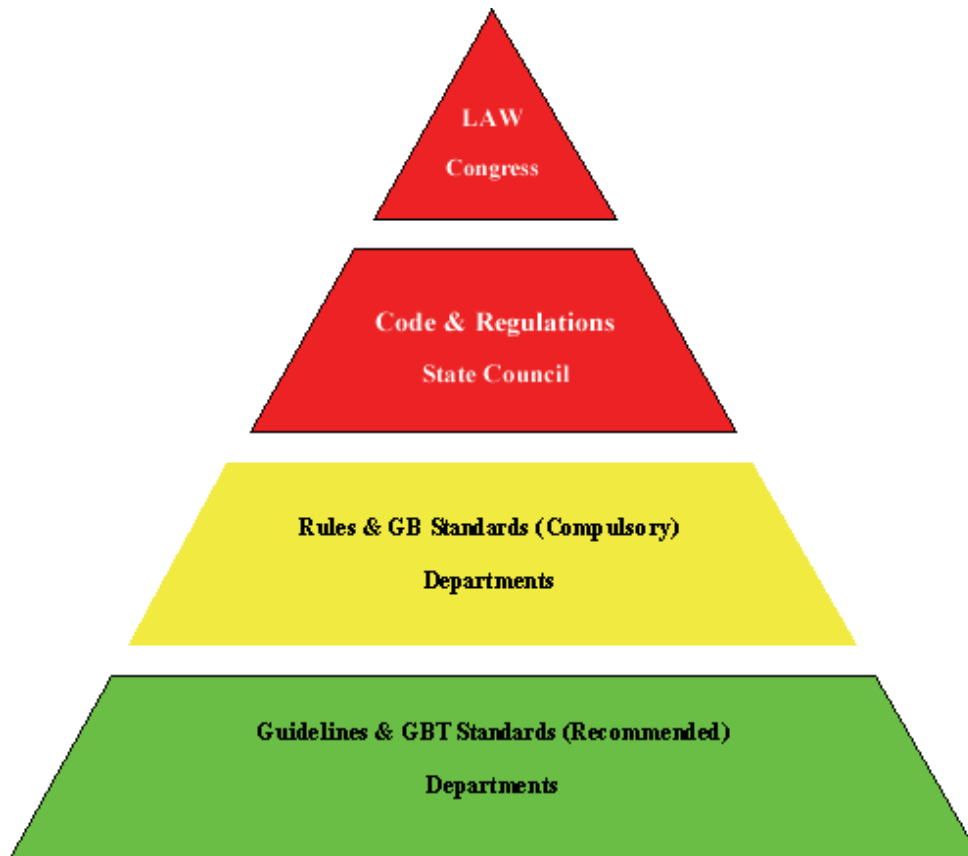 LAW
Congress
Code & Regulations
State Council
Rules & GB Standards (Compulsory)
Departments
Guidelines & GBT Standards (Recommended)
Departments